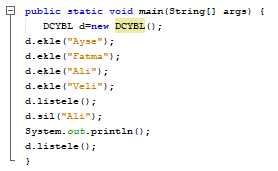 public static void main(String[] args) {
DCYBL d=new DCYBL();
d.ekle("Ayse");
d.ekle("Fatma");
d.ekle("Ali");
d.ekle("Veli");
d.listele();
d.sil("Ali");
System.out.println();
d.listele();
}